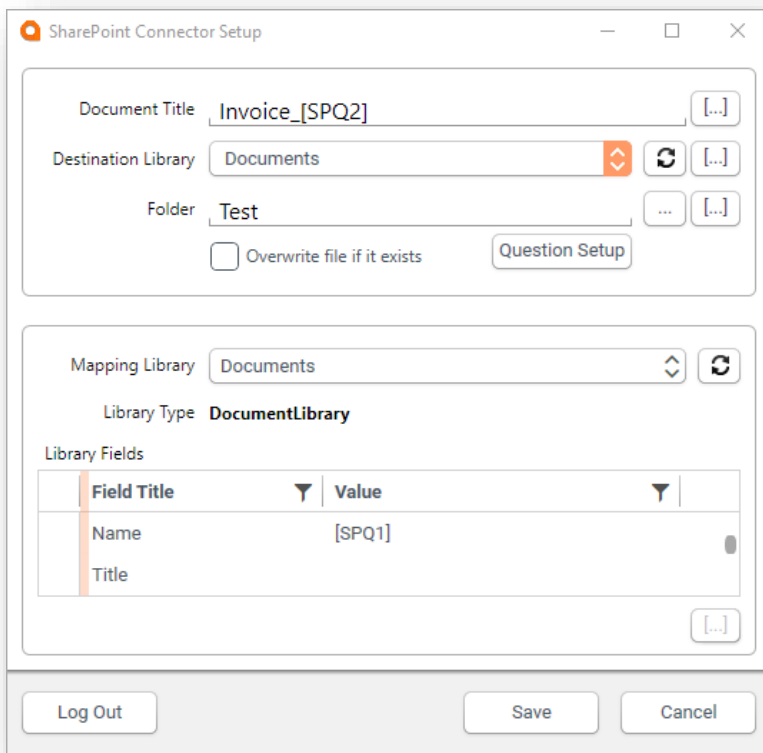 SharePoint Connector Setup
Document Title Invoice_[SPQ2] [...]
Destination Library Documents [...]
Folder Test ... [...]
Overwrite file if it exists Question Setup
Mapping Library Documents
Library Type DocumentLibrary
Library Fields
Field Title Value
Name [SPQ1]
Title
[...]
Log Out Save Cancel